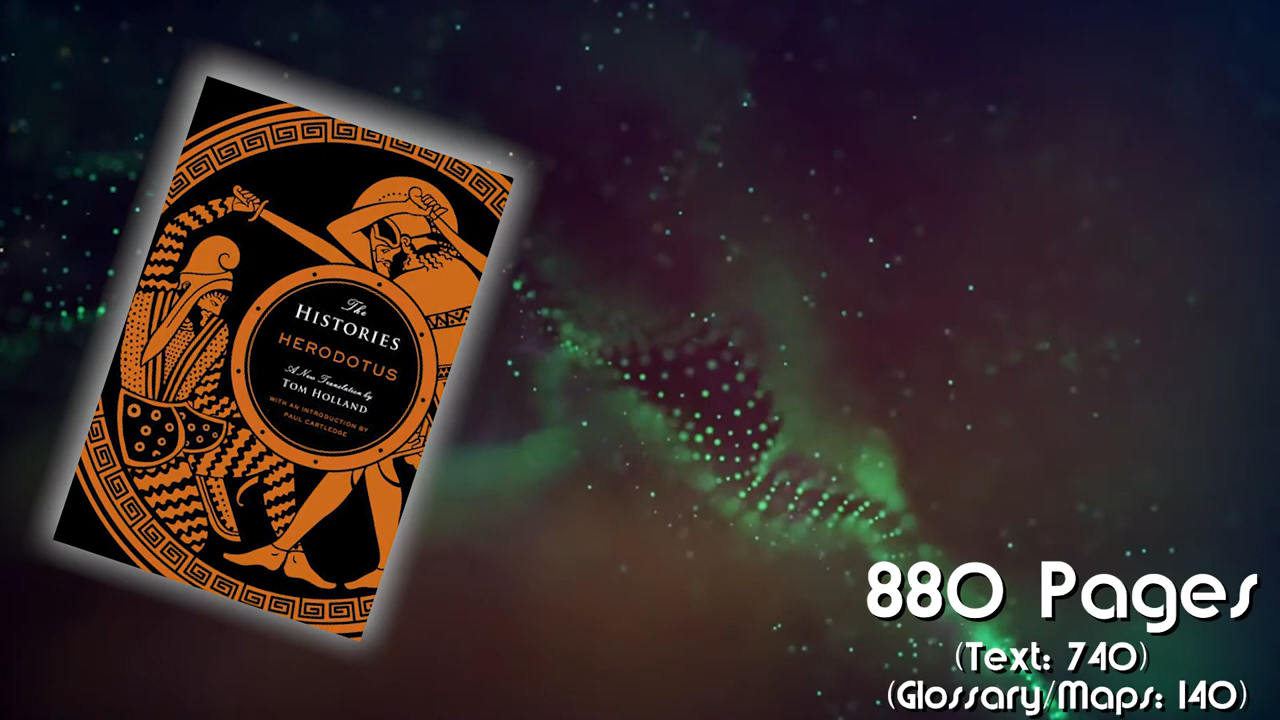 The
HISTORIES
HERODOTUS
A New Translation by
TOM HOLLAND
WITH AN INTRODUCTION BY
PAUL CARTLEDGE
880 Pages
(Text: 740)
(Glossary/Maps: 140)